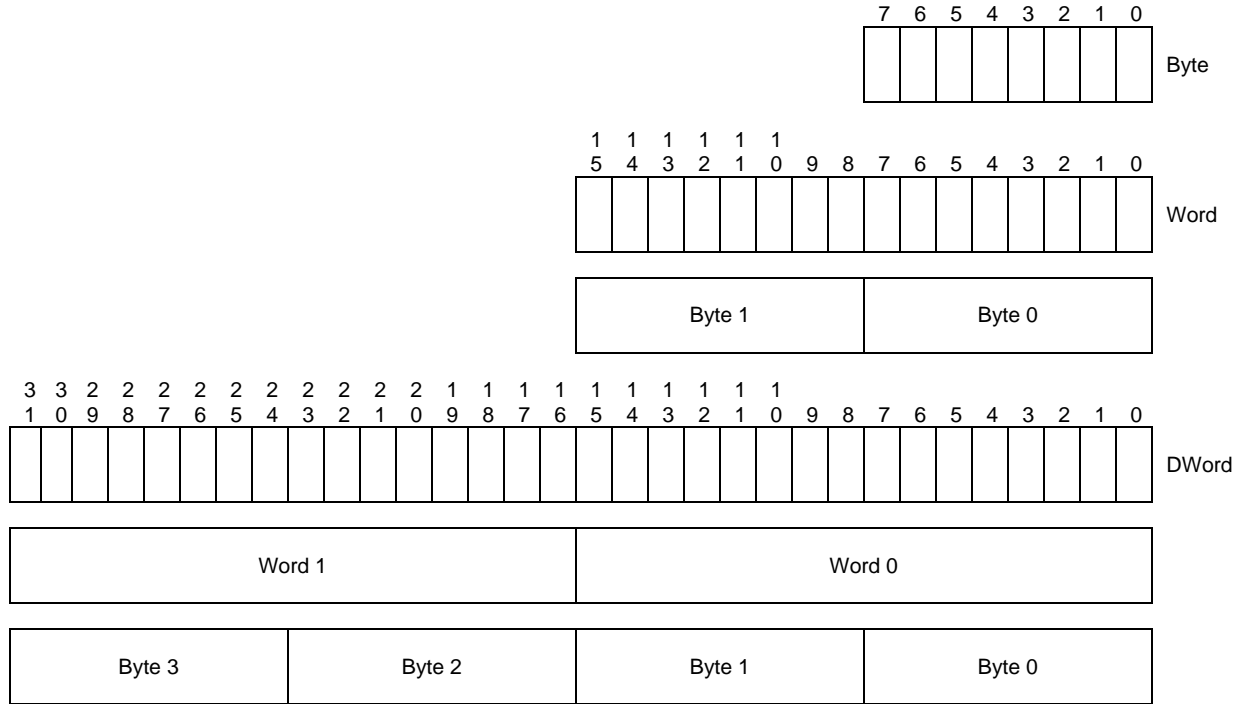 7 6 5 4 3 2 1 0
Byte
1 1 1 1 1 1
5 4 3 2 1 0 9 8 7 6 5 4 3 2 1 0
Word
Byte 1 Byte 0
3 3 2 2 2 2 2 2 2 2 2 2 1 1 1 1 1 1 1 1 1 1
1 0 9 8 7 6 5 4 3 2 1 0 9 8 7 6 5 4 3 2 1 0 9 8 7 6 5 4 3 2 1 0
DWord
Word 1 Word 0
Byte 3 Byte 2 Byte 1 Byte 0